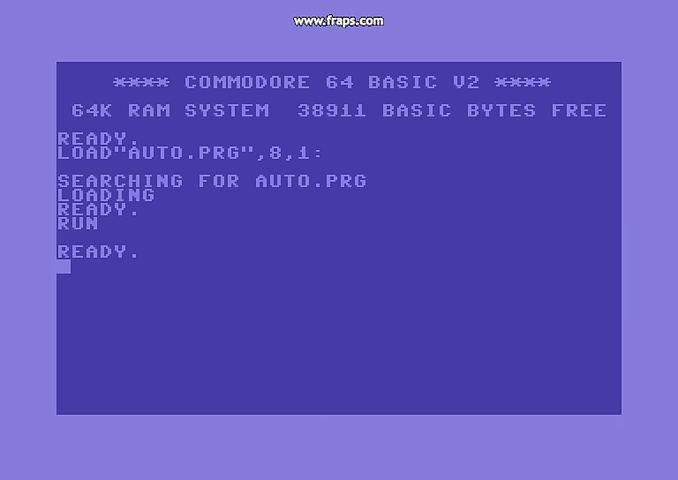 www.fraps.com
**** COMMODORE 64 BASIC V2 ****
64K RAM SYSTEM  38911 BASIC BYTES FREE
READY.
LOAD"AUTO.PRG",8,1:
SEARCHING FOR AUTO.PRG
LOADING
READY.
RUN
READY.